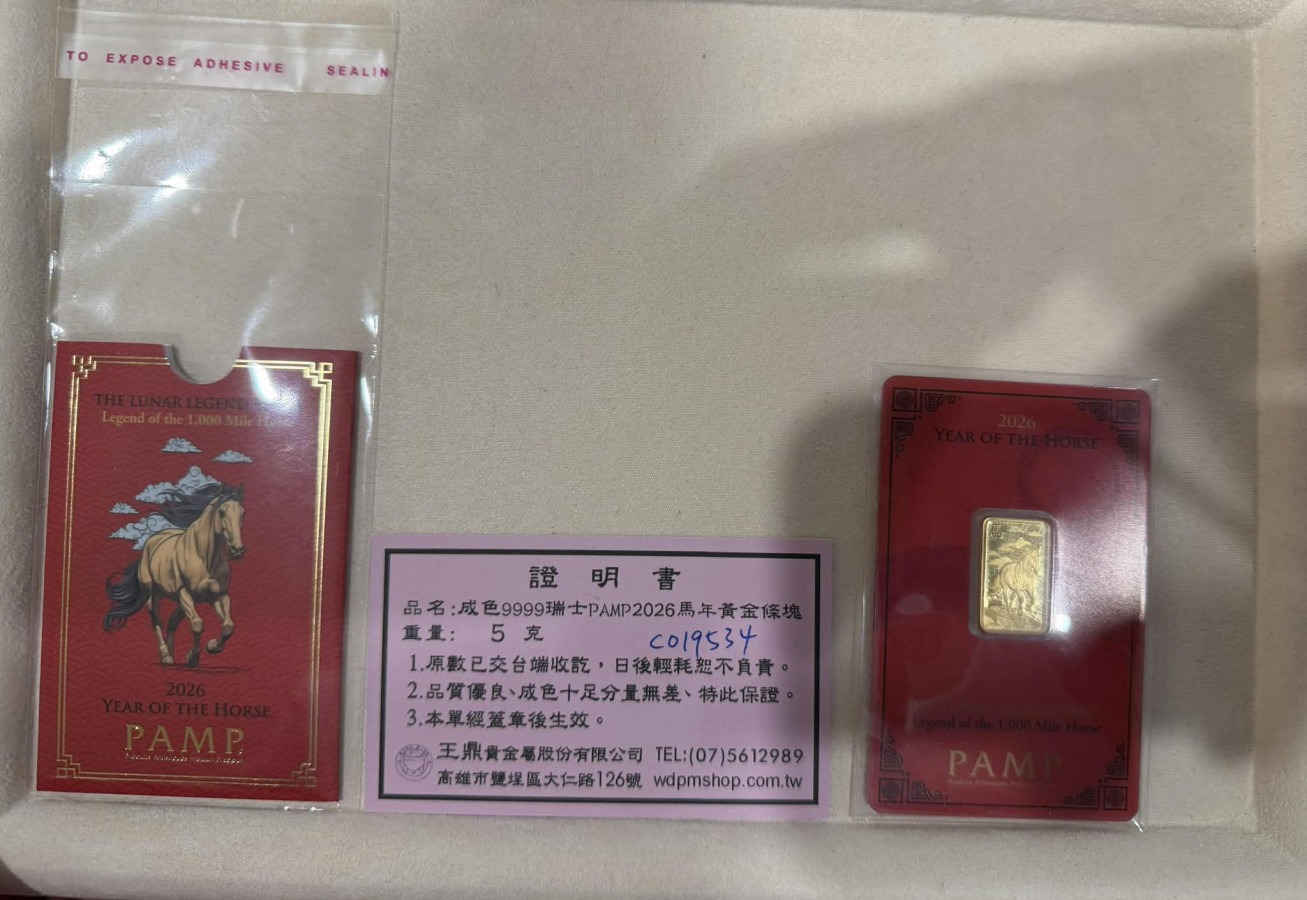 TO EXPOSE ADHESIVE SEALIN
THE LUNAR LEGEND
Legend of the 1,000 Mile
2026
YEAR OF THE HORSE
PAMP
證明書
品名:成色9999瑞士PAMP2026馬年黃金條塊
重量: 5 克
C019534
1.原數已交台端收訖,日後輕耗恕不負責。
2.品質優良、成色十足分量無差、特此保證。
3.本單經蓋章後生效。
王鼎貴金屬股份有限公司 TEL:(07)5612989
高雄市鹽埕區大仁路126號 wdpmshop.com.tw
2026
YEAR OF THE HORSE
Legend of the 1,000 Mile Horse
PAMP